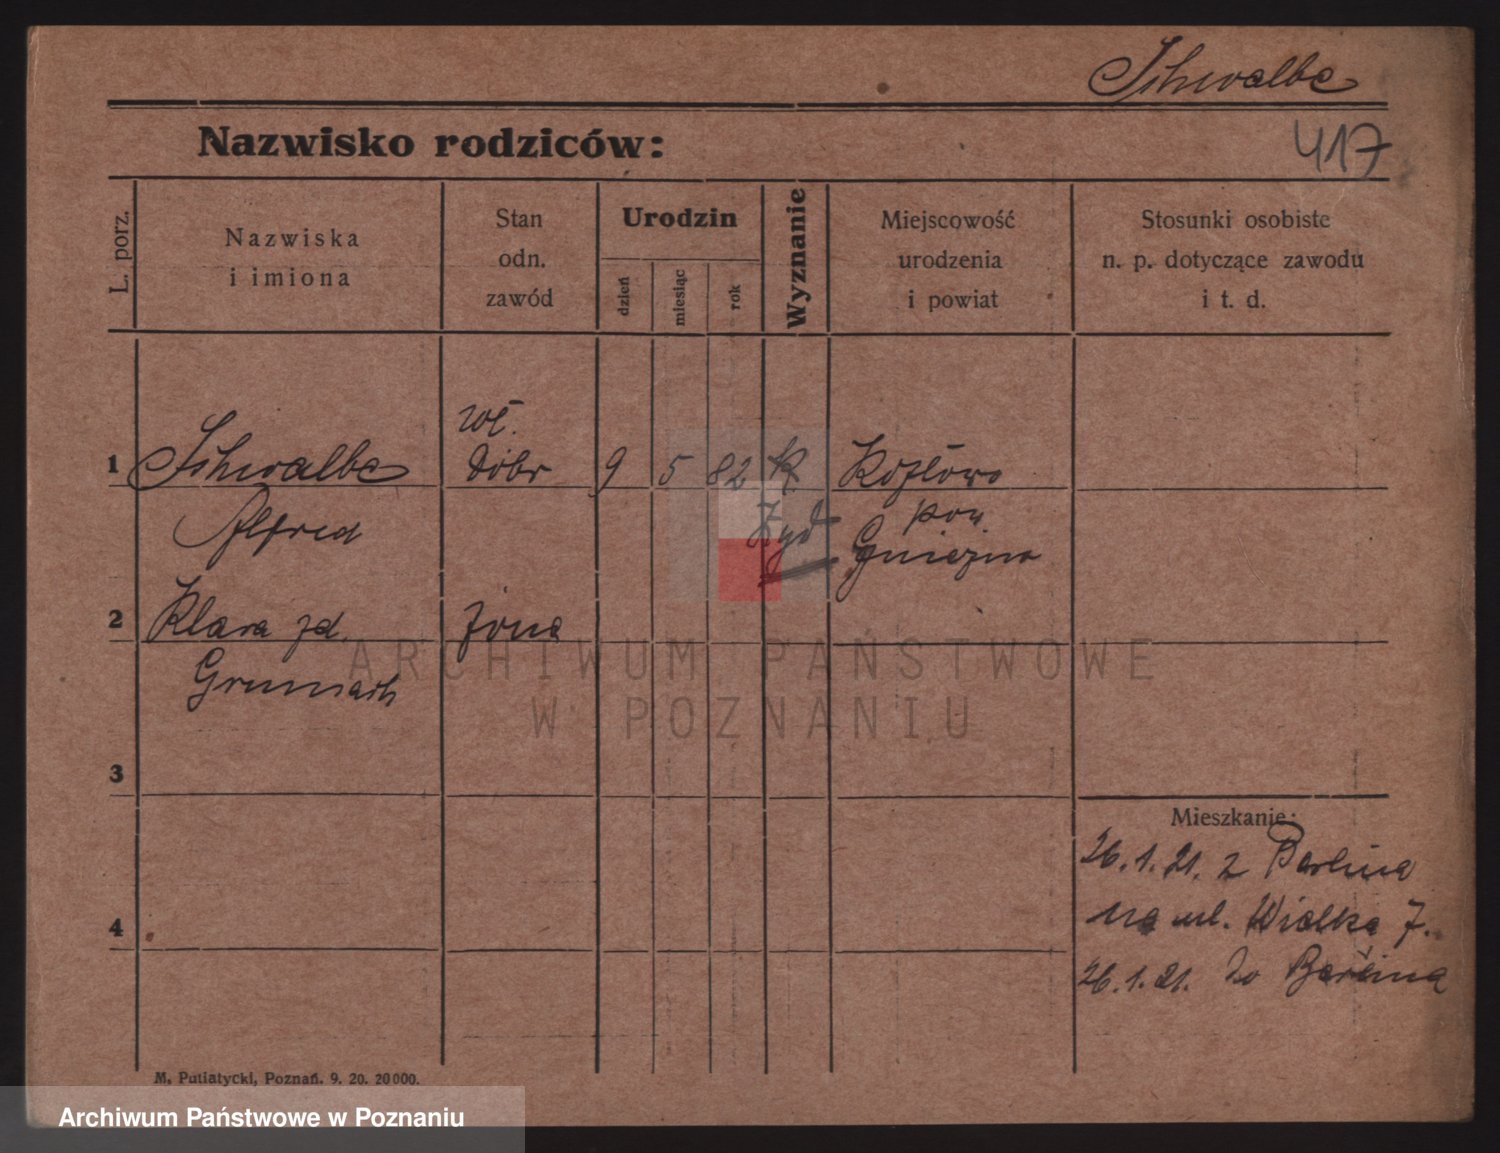 Schwalbe
Nazwisko rodziców:
417
L. porz.
Nazwiska
i imiona
Stan
odn.
zawód
Urodzin
dzień
miesiąc
rok
Wyznanie
Miejscowość
urodzenia
i powiat
Stosunki osobiste
n. p. dotyczące zawodu
i t. d.
1
Schwalbe
Alfred
wł.
dóbr
9
5
82
Żyd
Kozłowo
pow.
Gniezno
2
Klara zd.
żona
3
Mieszkanie:
26.1.21. z Berlina
na ul. Wielka 7.
26.1.21. do Berlina
4
M. Putiatycki, Poznań. 9. 20. 20 000.
ARCHIWUM PAŃSTWOWE
W POZNANIU
Archiwum Państwowe w Poznaniu